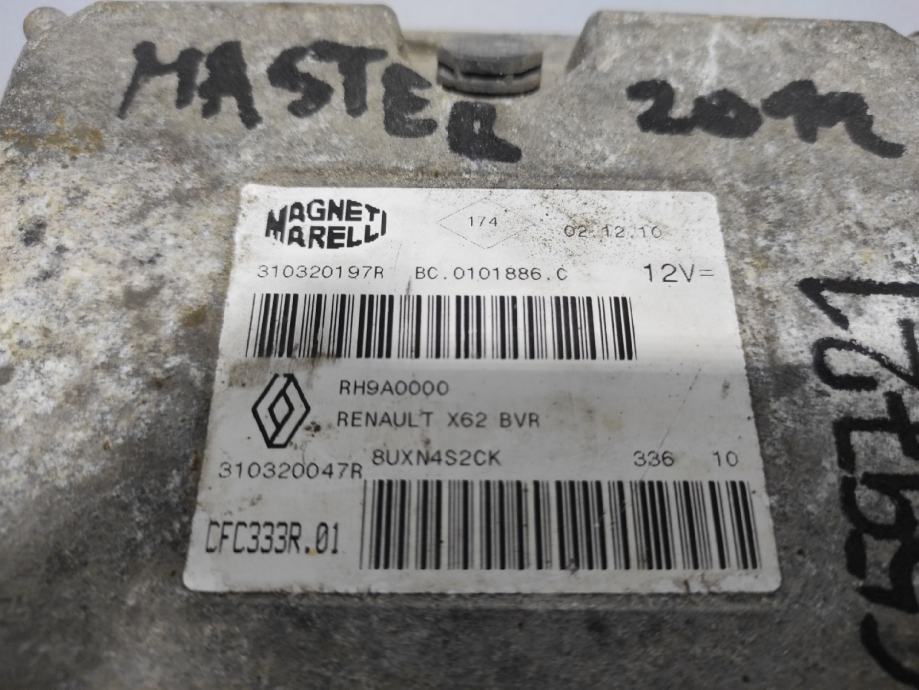 MASTER 2012
MAGNETI
MARELLI
174
02.12.10
310320197R BC.0101886.C 12V=
RH9A0000
RENAULT X62 BVR
8UXN4S2CK 336 10
310320047R
CFC333R.01